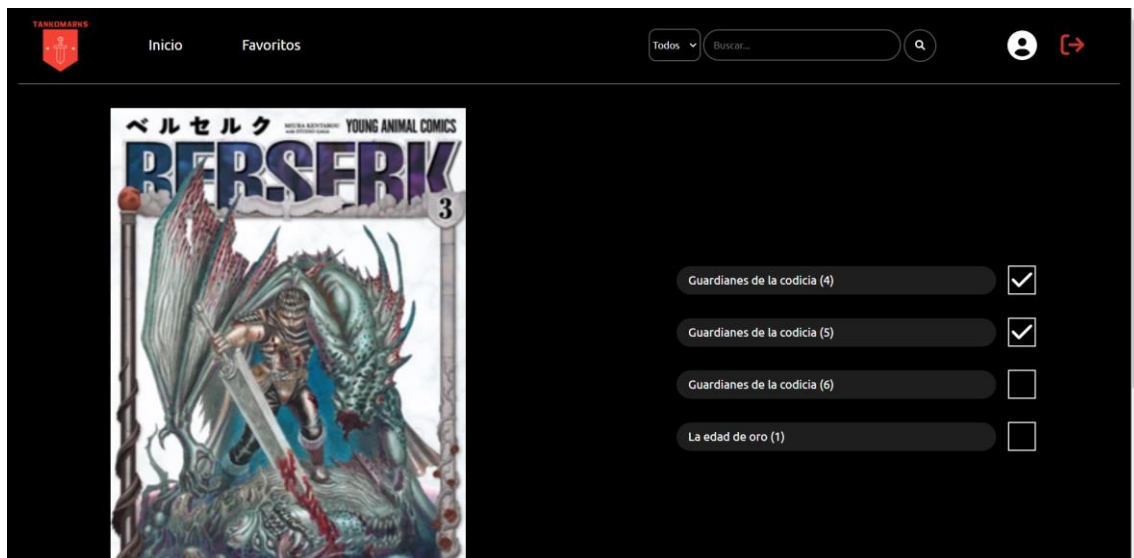 TANKOMARKS
Inicio
Favoritos
Todos
Buscar...
ベルセルク
MIURA KENTAROU
YOUNG ANIMAL COMICS
BERSERK
3
Guardianes de la codicia (4)
Guardianes de la codicia (5)
Guardianes de la codicia (6)
La edad de oro (1)